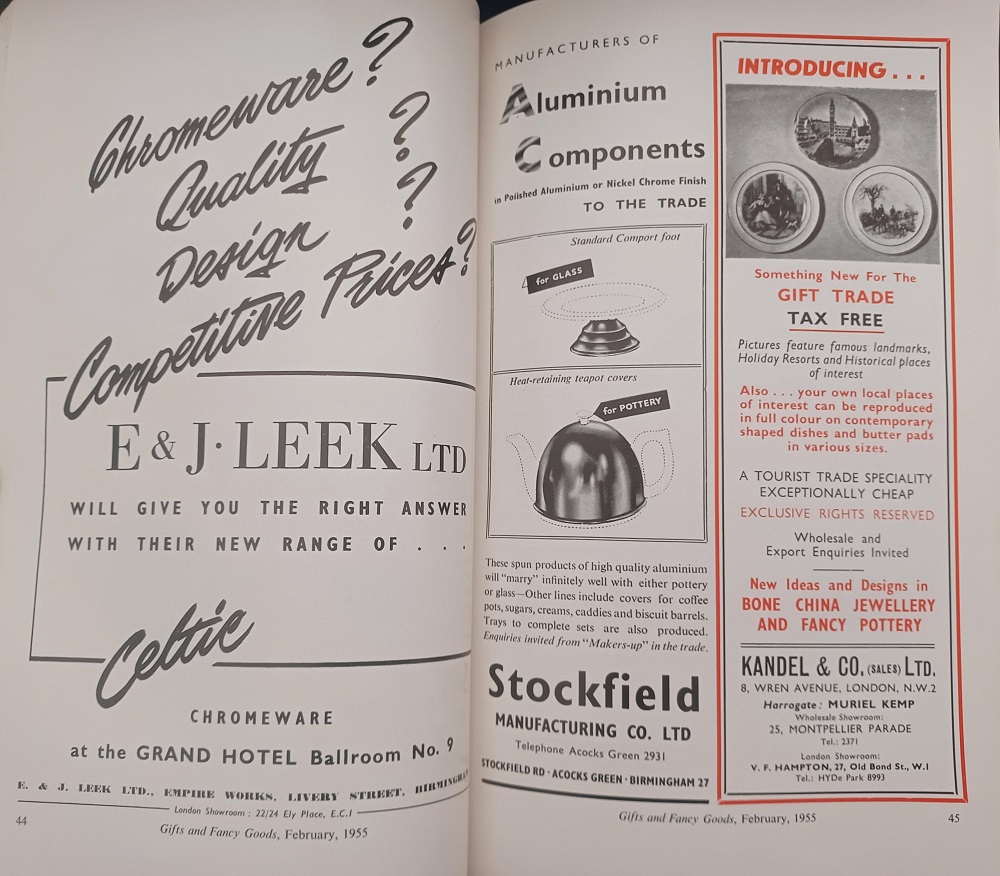 Chromeware?
Quality ?
Design ?
Competitive Prices?
E & J · LEEK LTD
WILL GIVE YOU THE RIGHT ANSWER
WITH THEIR NEW RANGE OF . . .
Celtic
CHROMEWARE
at the GRAND HOTEL Ballroom No. 9
E. & J. LEEK LTD., EMPIRE WORKS, LIVERY STREET, BIRMINGHAM
London Showroom : 22/24 Ely Place, E.C.1
44
Gifts and Fancy Goods, February, 1955
MANUFACTURERS OF
Aluminium
Components
in Polished Aluminium or Nickel Chrome Finish
TO THE TRADE
Standard Comport foot
for GLASS
Heat-retaining teapot covers
for POTTERY
These spun products of high quality aluminium
will "marry" infinitely well with either pottery
or glass—Other lines include covers for coffee
pots, sugars, creams, caddies and biscuit barrels.
Trays to complete sets are also produced.
Enquiries invited from "Makers-up" in the trade.
Stockfield
MANUFACTURING CO. LTD
Telephone Acocks Green 2931
STOCKFIELD RD · ACOCKS GREEN · BIRMINGHAM 27
INTRODUCING . . .
Something New For The
GIFT TRADE
TAX FREE
Pictures feature famous landmarks,
Holiday Resorts and Historical places
of interest
Also . . . your own local places
of interest can be reproduced
in full colour on contemporary
shaped dishes and butter pads
in various sizes.
A TOURIST TRADE SPECIALITY
EXCEPTIONALLY CHEAP
EXCLUSIVE RIGHTS RESERVED
Wholesale and
Export Enquiries Invited
New Ideas and Designs in
BONE CHINA JEWELLERY
AND FANCY POTTERY
KANDEL & CO. (SALES) LTD.
8, WREN AVENUE, LONDON, N.W.2
Harrogate: MURIEL KEMP
Wholesale Showroom:
25, MONTPELLIER PARADE
Tel.: 2371
London Showroom:
V. F. HAMPTON, 27, Old Bond St., W.1
Tel.: HYDe Park 8993
Gifts and Fancy Goods, February, 1955
45